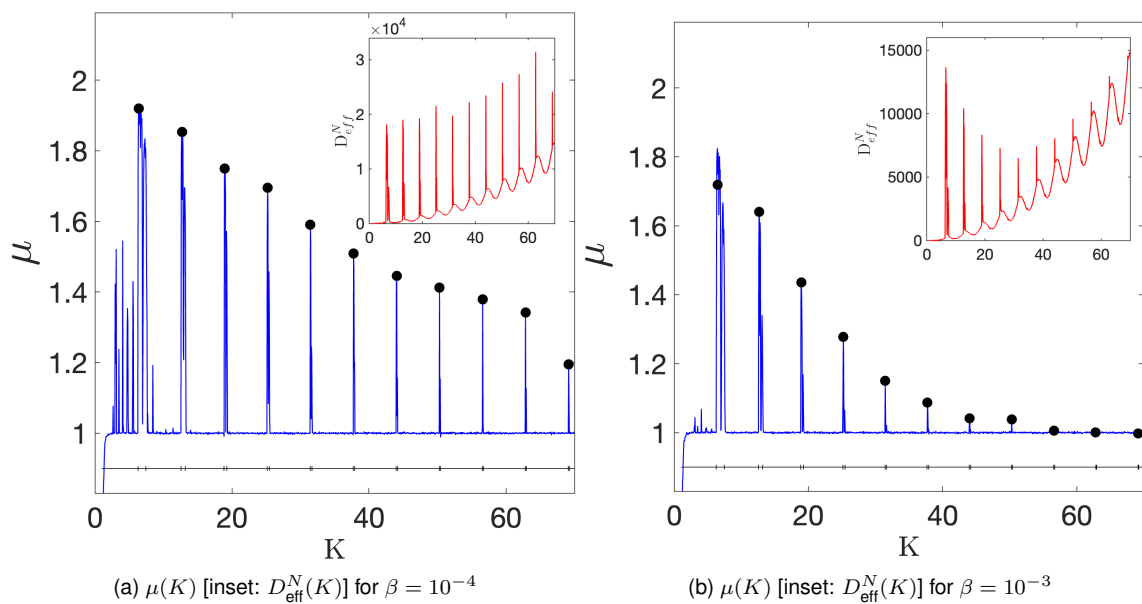 ×10⁴
3
2
1
0
0 20 40 60
D^N_eff
2
1.8
1.6
1.4
1.2
1
μ
0 20 40 60
K
(a) μ(K) [inset: D^N_eff(K)] for β = 10⁻⁴
15000
10000
5000
0
0 20 40 60
D^N_eff
2
1.8
1.6
1.4
1.2
1
μ
0 20 40 60
K
(b) μ(K) [inset: D^N_eff(K)] for β = 10⁻³